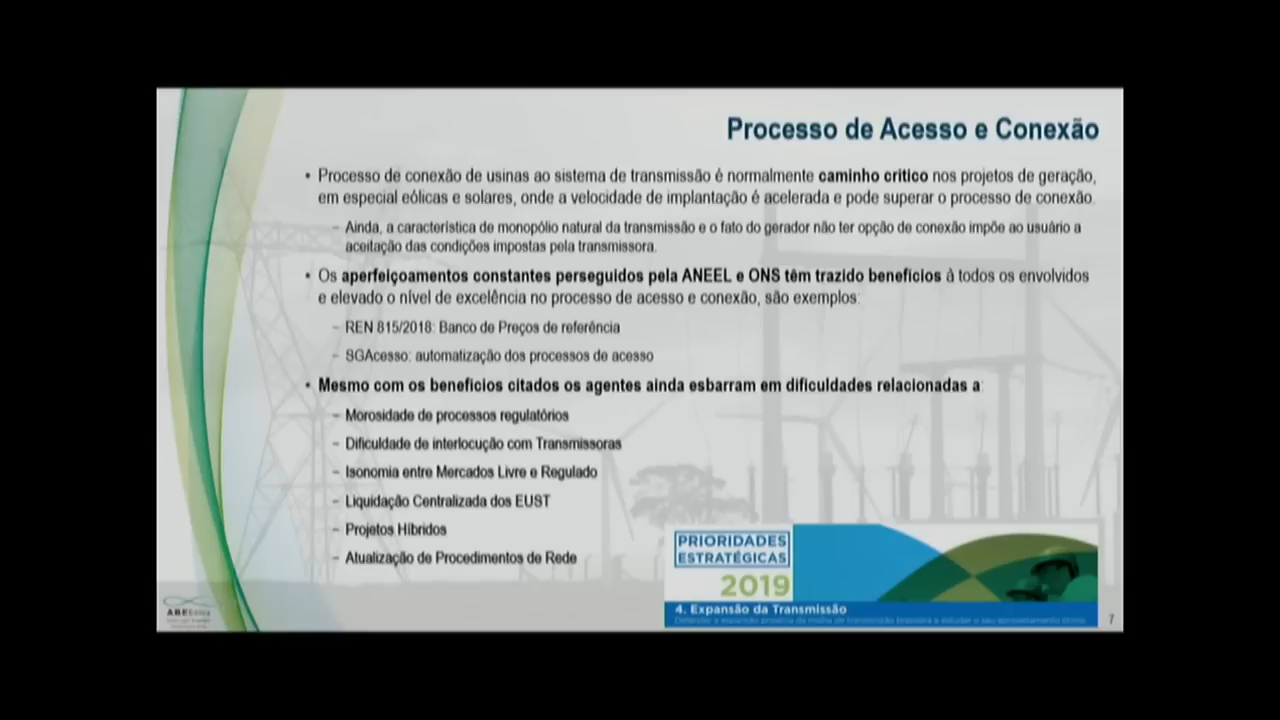 Processo de Acesso e Conexão
• Processo de conexão de usinas ao sistema de transmissão é normalmente caminho critico nos projetos de geração,
em especial eólicas e solares, onde a velocidade de implantação é acelerada e pode superar o processo de conexão.
– Ainda, a característica de monopólio natural da transmissão e o fato do gerador não ter opção de conexão impõe ao usuário a
aceitação das condições impostas pela transmissora.
• Os aperfeiçoamentos constantes perseguidos pela ANEEL e ONS têm trazido benefícios à todos os envolvidos
e elevado o nível de excelência no processo de acesso e conexão, são exemplos:
– REN 815/2018: Banco de Preços de referência
– SGAcesso: automatização dos processos de acesso
• Mesmo com os benefícios citados os agentes ainda esbarram em dificuldades relacionadas a:
– Morosidade de processos regulatórios
– Dificuldade de interlocução com Transmissoras
– Isonomia entre Mercados Livre e Regulado
– Liquidação Centralizada dos EUST
– Projetos Híbridos
– Atualização de Procedimentos de Rede
PRIORIDADES
ESTRATÉGICAS
2019
4. Expansão da Transmissão
ABEEólica
7